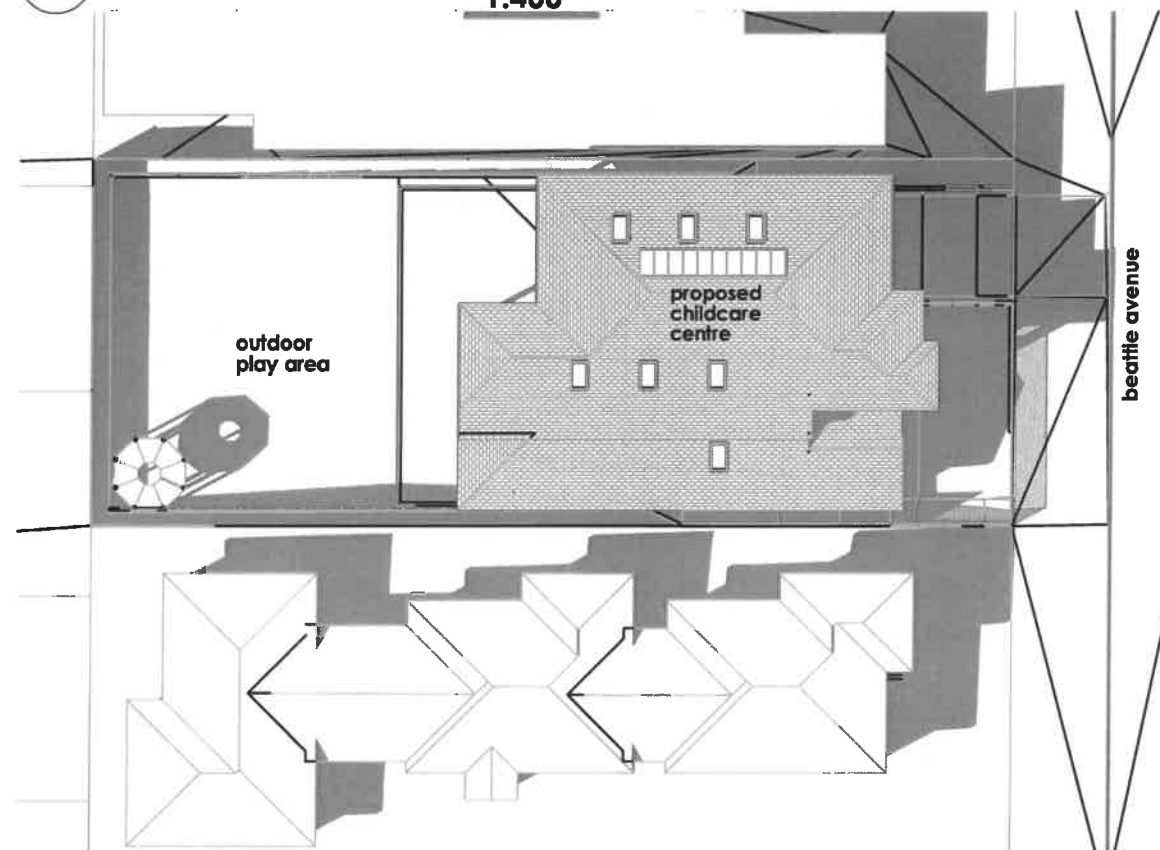 1:400
outdoor
play area
proposed
childcare
centre
beattie avenue